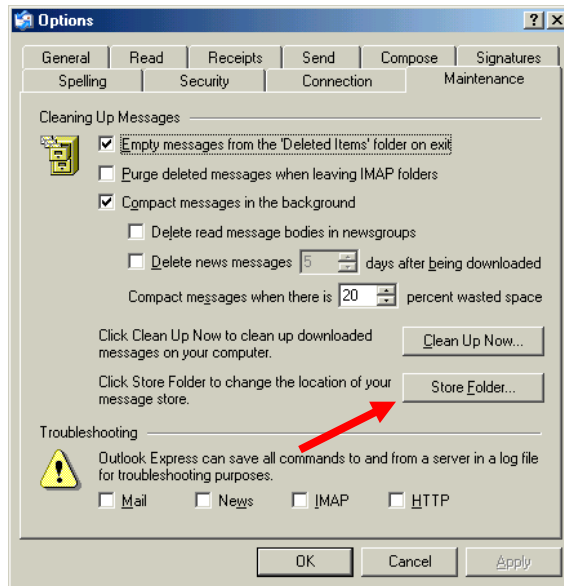 Options
General Read Receipts Send Compose Signatures
Spelling Security Connection Maintenance
Cleaning Up Messages
Empty messages from the 'Deleted Items' folder on exit
Purge deleted messages when leaving IMAP folders
Compact messages in the background
Delete read message bodies in newsgroups
Delete news messages 5 days after being downloaded
Compact messages when there is 20 percent wasted space
Click Clean Up Now to clean up downloaded
messages on your computer.
Clean Up Now...
Click Store Folder to change the location of your
message store.
Store Folder...
Troubleshooting
Outlook Express can save all commands to and from a server in a log file
for troubleshooting purposes.
Mail News IMAP HTTP
OK Cancel Apply